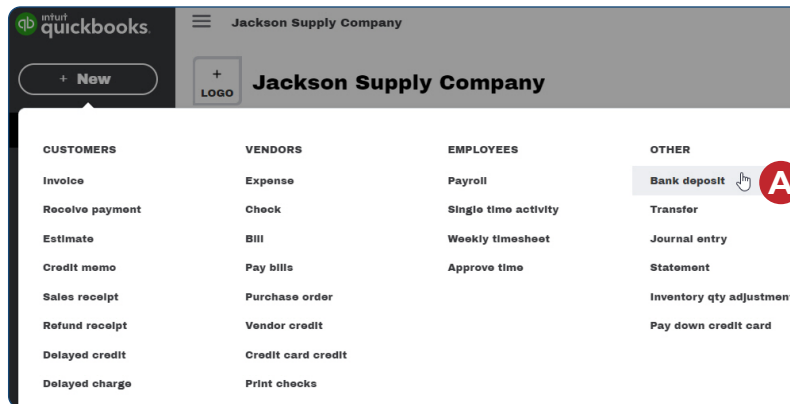 intuit
quickbooks.
Jackson Supply Company
+ New
+
LOGO
Jackson Supply Company
CUSTOMERS
Invoice
Receive payment
Estimate
Credit memo
Sales receipt
Refund receipt
Delayed credit
Delayed charge
VENDORS
Expense
Check
Bill
Pay bills
Purchase order
Vendor credit
Credit card credit
Print checks
EMPLOYEES
Payroll
Single time activity
Weekly timesheet
Approve time
OTHER
Bank deposit
A
Transfer
Journal entry
Statement
Inventory qty adjustment
Pay down credit card